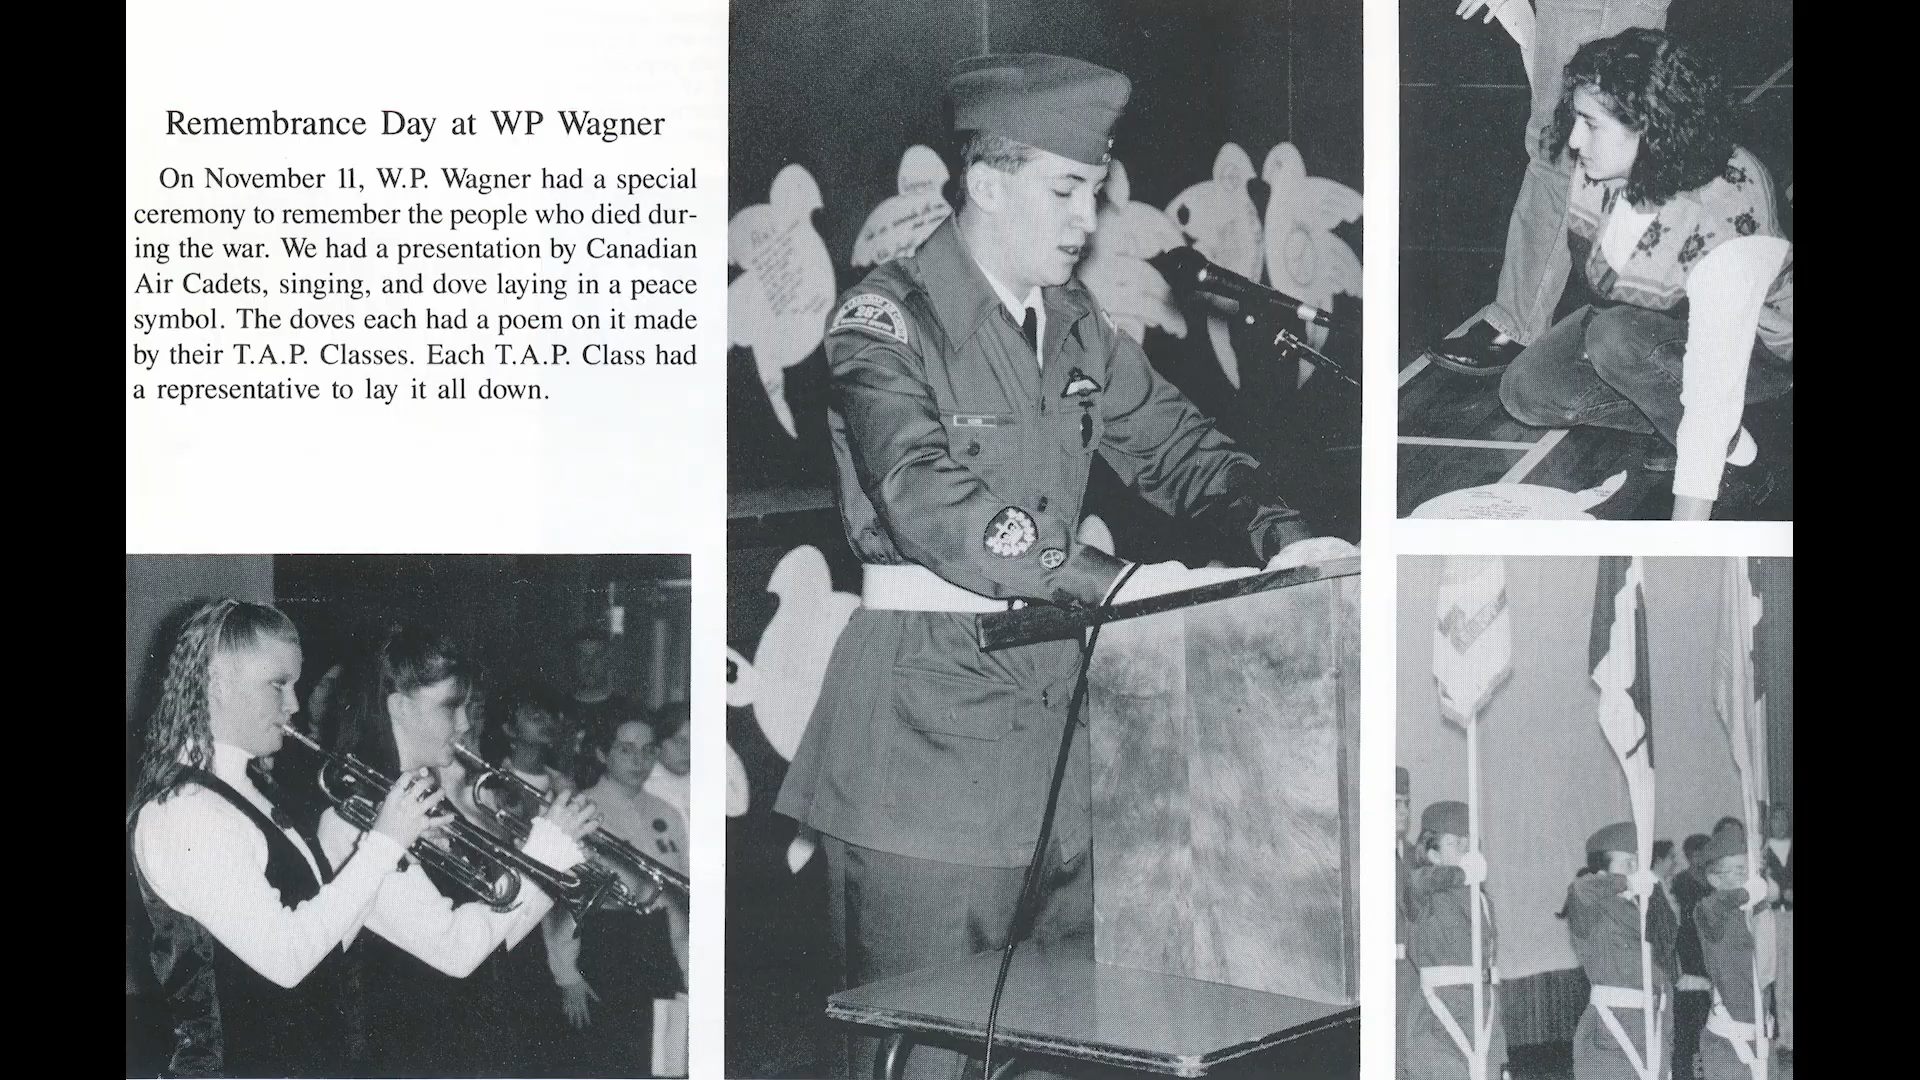 Remembrance Day at WP Wagner
On November 11, W.P. Wagner had a special
ceremony to remember the people who died dur-
ing the war. We had a presentation by Canadian
Air Cadets, singing, and dove laying in a peace
symbol. The doves each had a poem on it made
by their T.A.P. Classes. Each T.A.P. Class had
a representative to lay it all down.
287